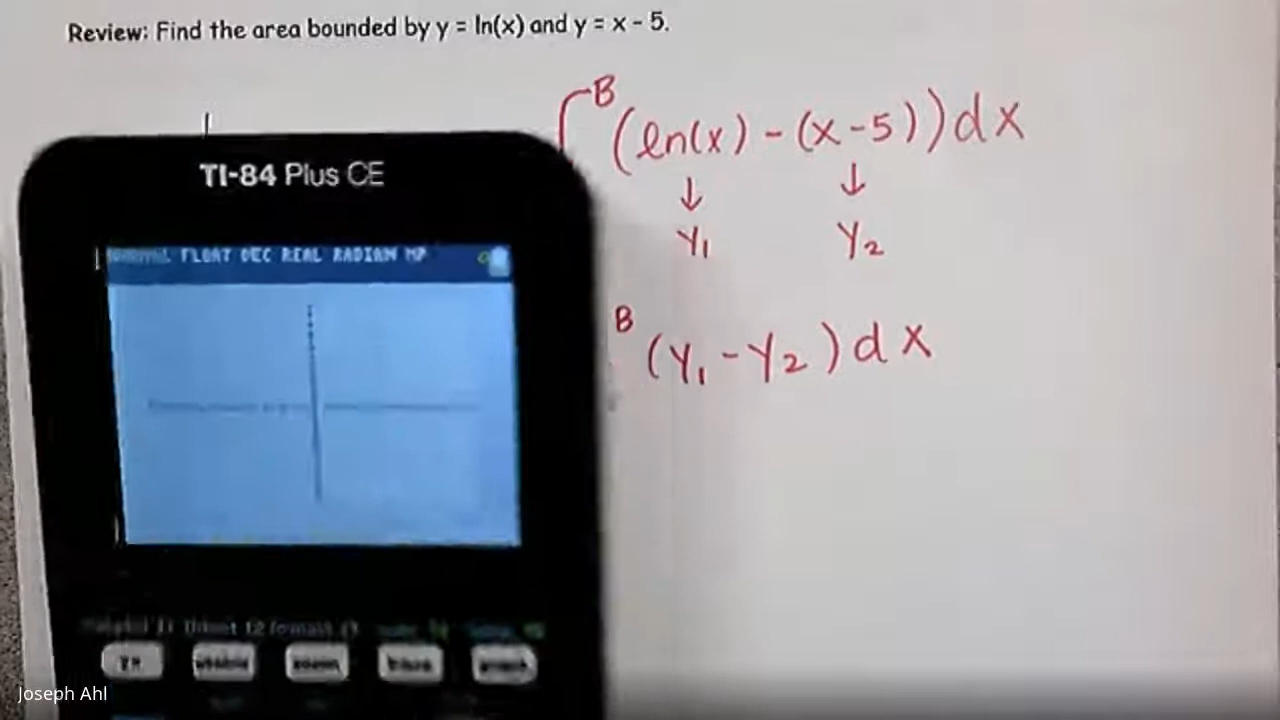 Review: Find the area bounded by y = ln(x) and y = x - 5.
B
(ln(x) - (x-5))dx
↓ ↓
Y₁ Y₂
B
(Y₁-Y₂)dx
TI-84 Plus CE
FLOAT DEC REAL RADIAN MP
Joseph Ahl